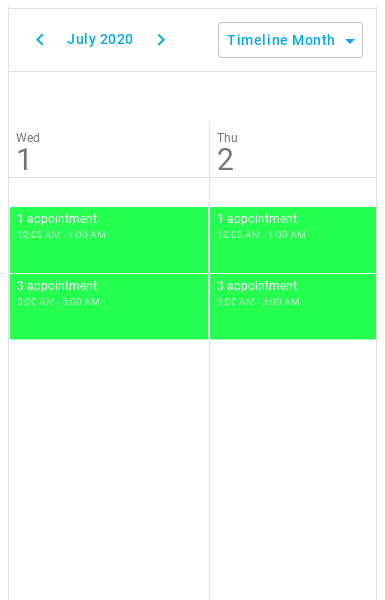 July 2020
Timeline Month
Wed
1
Thu
2
1 appointment
12:00 AM - 1:00 AM
1 appointment
12:00 AM - 1:00 AM
3 appointment
3:00 AM - 5:00 AM
3 appointment
3:00 AM - 5:00 AM